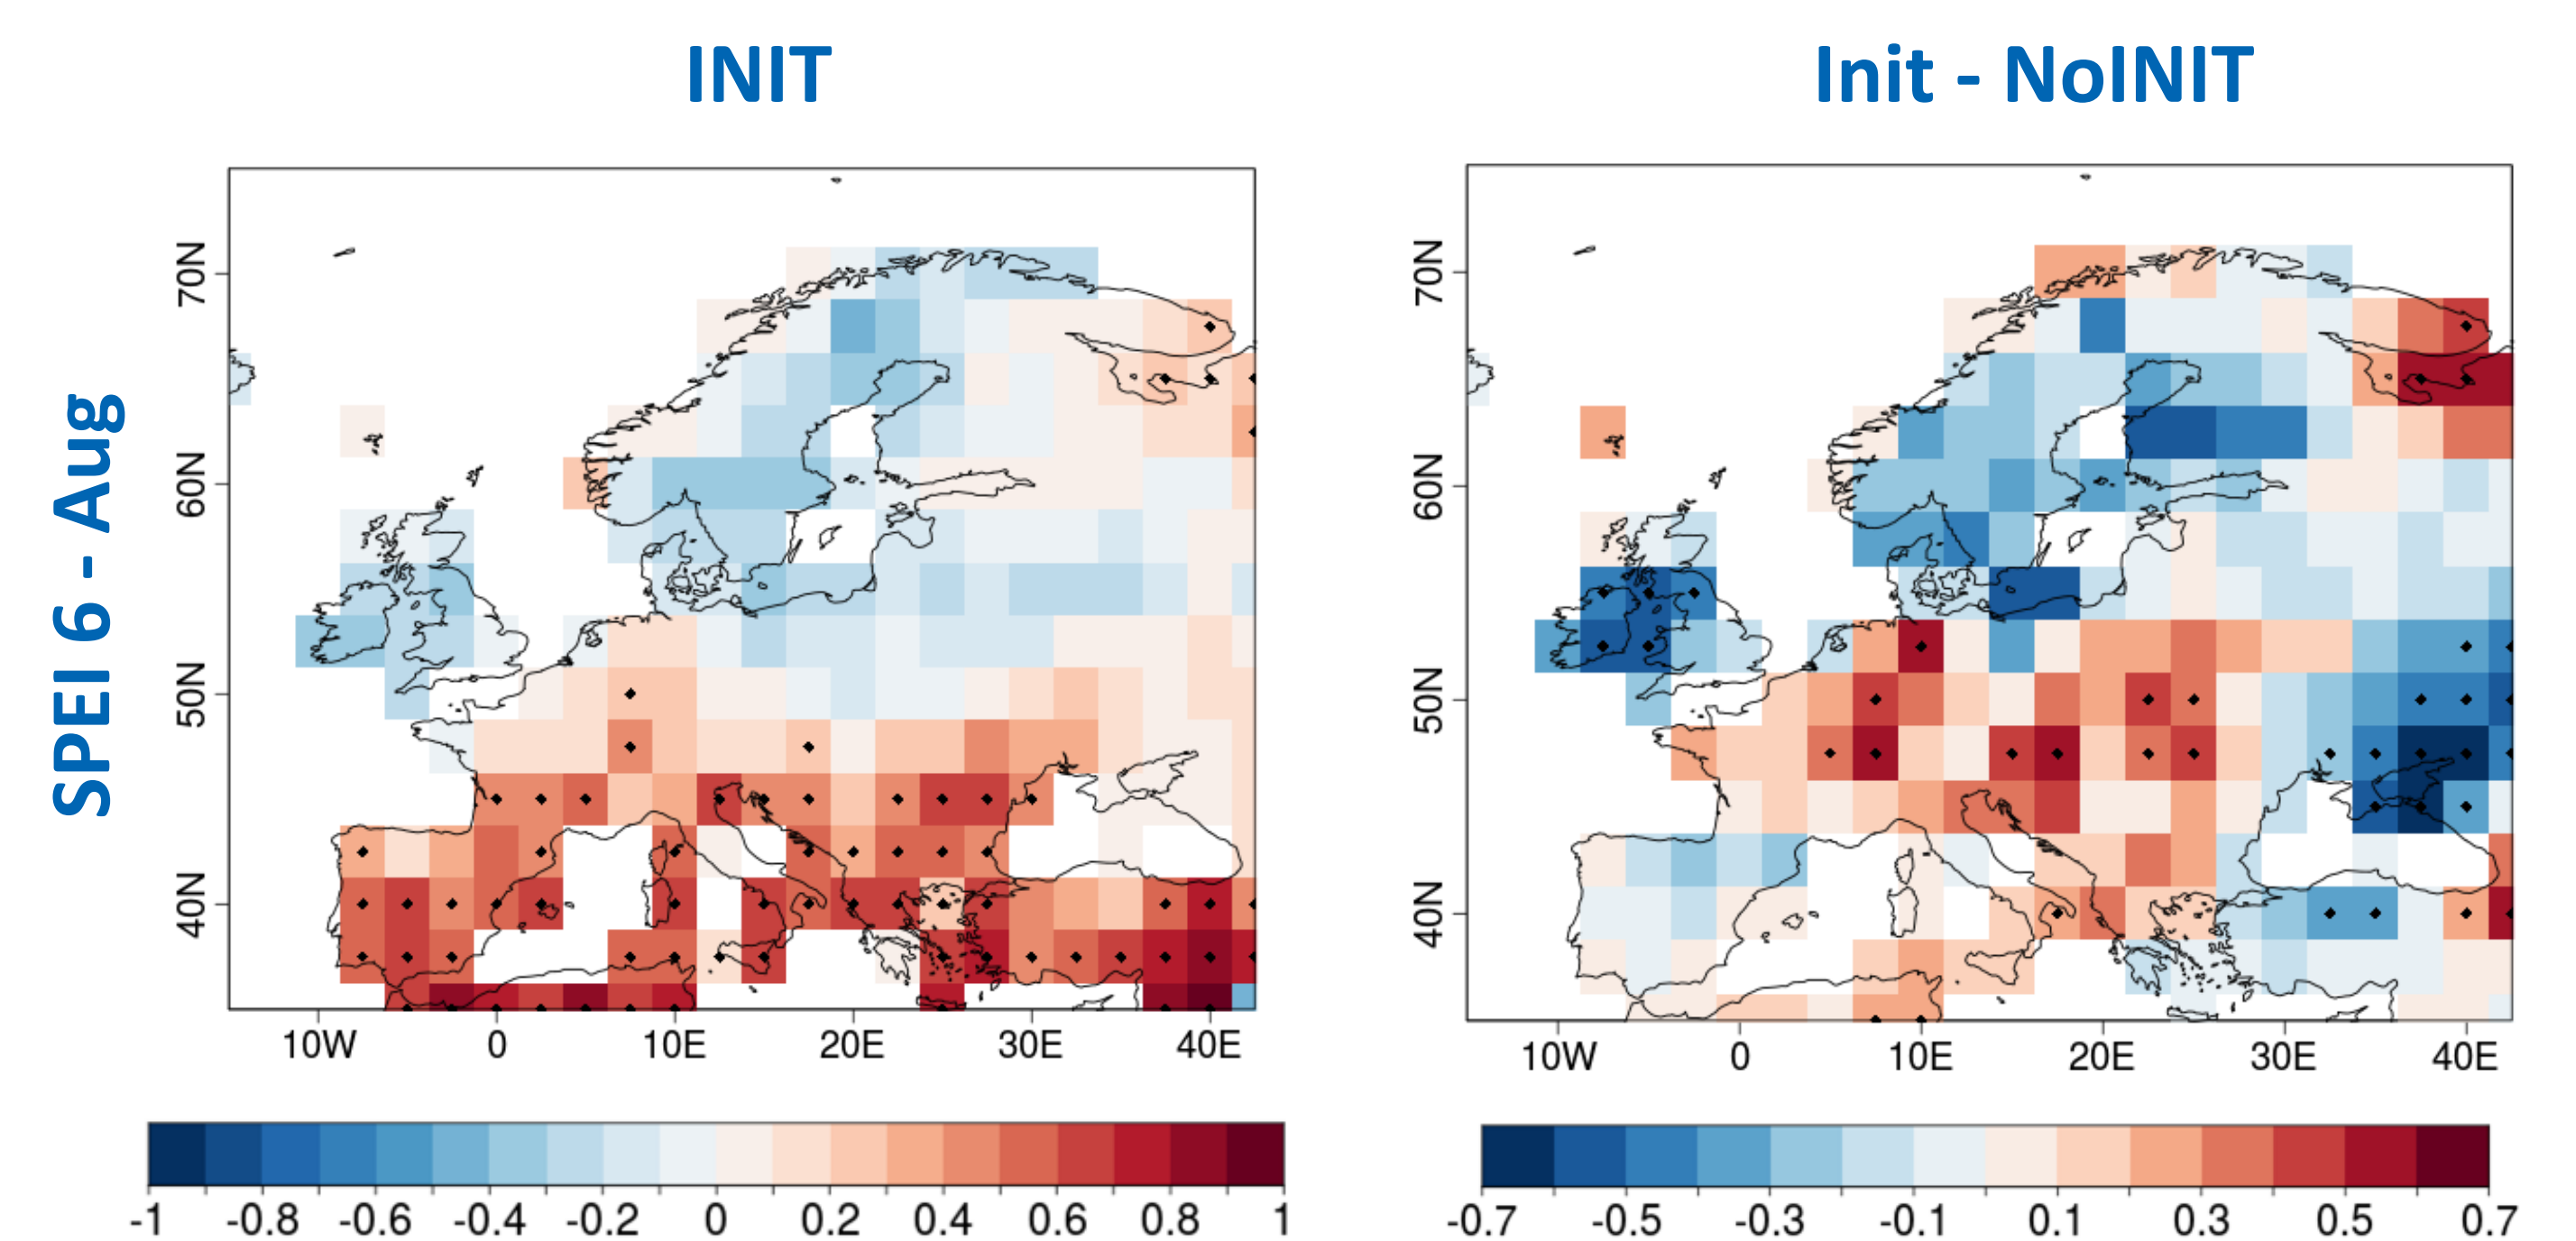 INIT
Init - NoINIT
SPEI 6 - Aug
70N
60N
50N
40N
10W 0 10E 20E 30E 40E
-1 -0.8 -0.6 -0.4 -0.2 0 0.2 0.4 0.6 0.8 1
70N
60N
50N
40N
10W 0 10E 20E 30E 40E
-0.7 -0.5 -0.3 -0.1 0.1 0.3 0.5 0.7